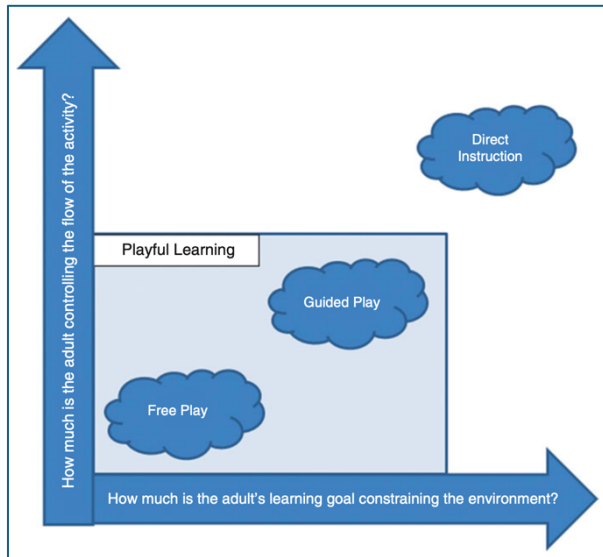 How much is the adult controlling the flow of the activity?
Direct
Instruction
Playful Learning
Guided Play
Free Play
How much is the adult's learning goal constraining the environment?